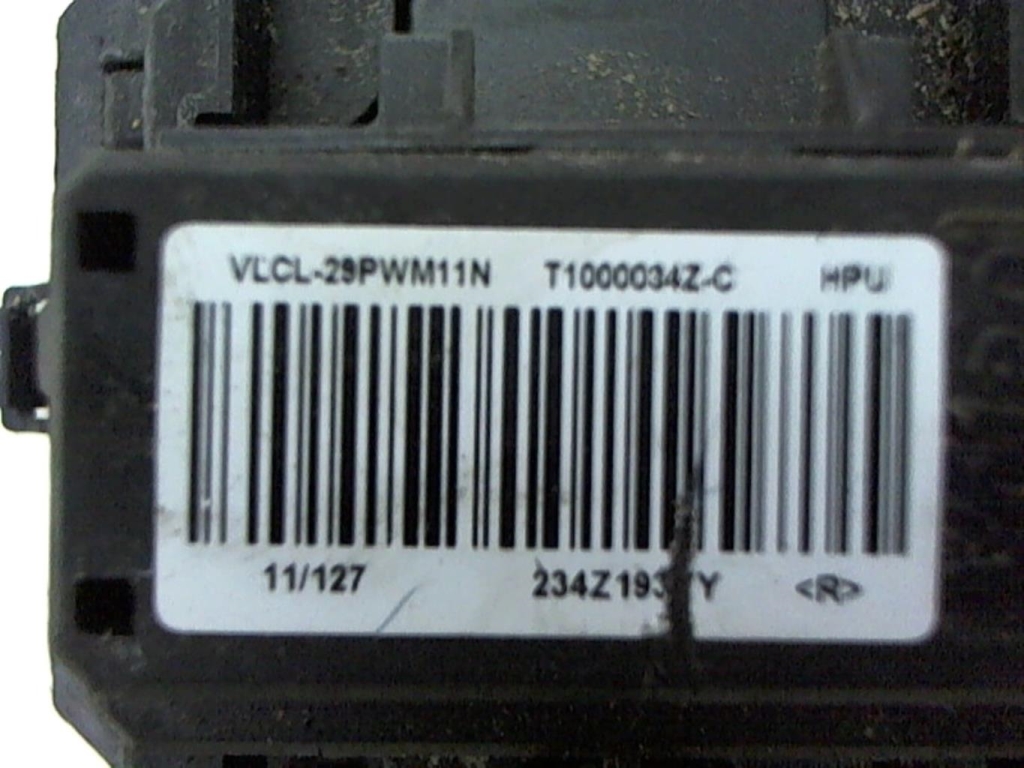 VLCL-29PWM11N T1000034Z-C HPU
11/127 <R>